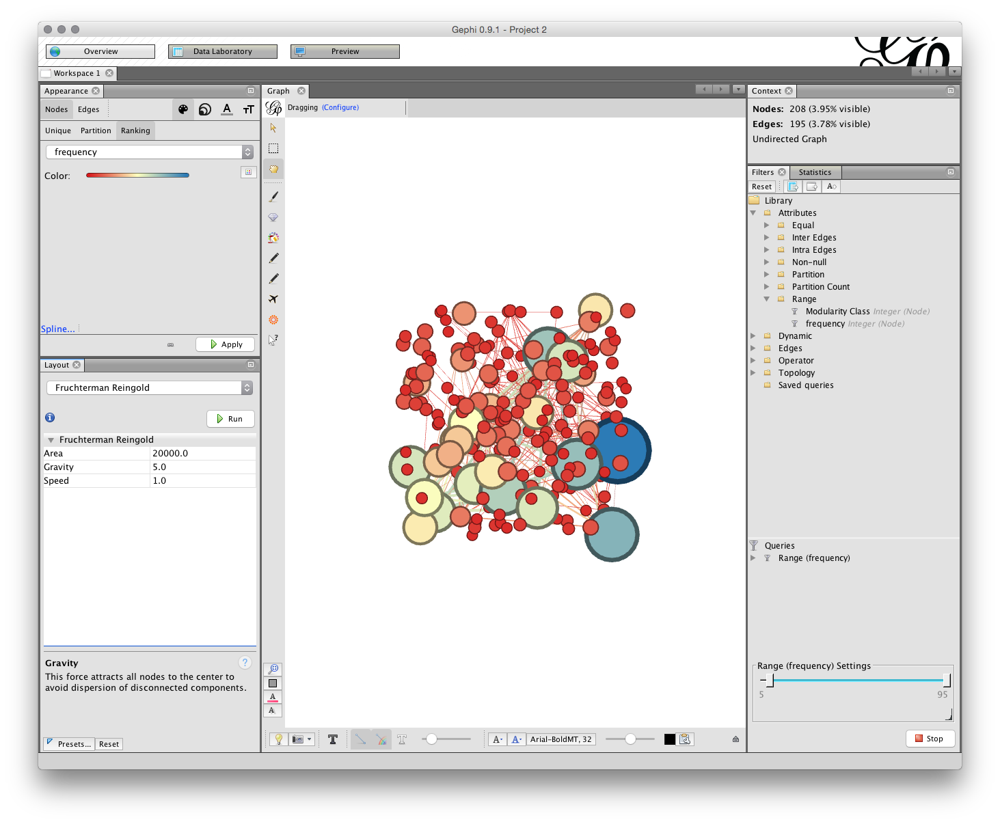 Gephi 0.9.1 - Project 2
Overview
Data Laboratory
Preview
Workspace 1
Appearance
Nodes
Edges
A
TT
Unique
Partition
Ranking
frequency
Color:
Spline...
Apply
Layout
Fruchterman Reingold
Run
Fruchterman Reingold
Area 20000.0
Gravity 5.0
Speed 1.0
Gravity
This force attracts all nodes to the center to
avoid dispersion of disconnected components.
Presets...
Reset
Graph
Dragging (Configure)
A
A
T
T
A-
A-
Arial-BoldMT, 32
Context
Nodes: 208 (3.95% visible)
Edges: 195 (3.78% visible)
Undirected Graph
Filters
Statistics
Reset
Library
Attributes
Equal
Inter Edges
Intra Edges
Non-null
Partition
Partition Count
Range
Modularity Class Integer (Node)
frequency Integer (Node)
Dynamic
Edges
Operator
Topology
Saved queries
Queries
Range (frequency)
Range (frequency) Settings
5
95
Stop